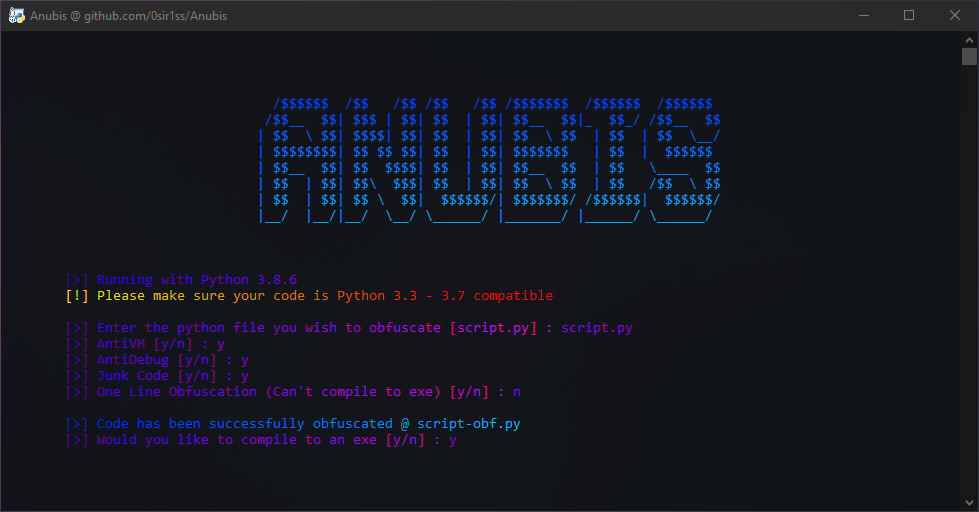 Anubis @ github.com/0sir1ss/Anubis
  /$$$$$$  /$$   /$$ /$$   /$$ /$$$$$$$  /$$$$$$  /$$$$$$
 /$$__  $$| $$$ | $$| $$  | $$| $$__  $$|_  $$_/ /$$__  $$
| $$  \ $$| $$$$| $$| $$  | $$| $$  \ $$  | $$  | $$  \__/
| $$$$$$$$| $$ $$ $$| $$  | $$| $$$$$$$   | $$  |  $$$$$$
| $$__  $$| $$  $$$$| $$  | $$| $$__  $$  | $$   \____  $$
| $$  | $$| $$\  $$$| $$  | $$| $$  \ $$  | $$   /$$  \ $$
| $$  | $$| $$ \  $$|  $$$$$$/| $$$$$$$/ /$$$$$$|  $$$$$$/
|__/  |__/|__/  \__/ \______/ |_______/ |______/ \______/
[>] Running with Python 3.8.6
[!] Please make sure your code is Python 3.3 - 3.7 compatible
[>] Enter the python file you wish to obfuscate [script.py] : script.py
[>] AntiVM [y/n] : y
[>] AntiDebug [y/n] : y
[>] Junk Code [y/n] : y
[>] One Line Obfuscation (Can't compile to exe) [y/n] : n
[>] Code has been successfully obfuscated @ script-obf.py
[>] Would you like to compile to an exe [y/n] : y